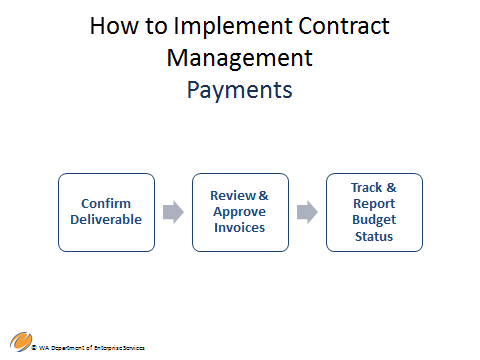 How to Implement Contract
Management
Payments
Confirm
Deliverable
Review &
Approve
Invoices
Track &
Report
Budget
Status
© WA Department of Enterprise Services